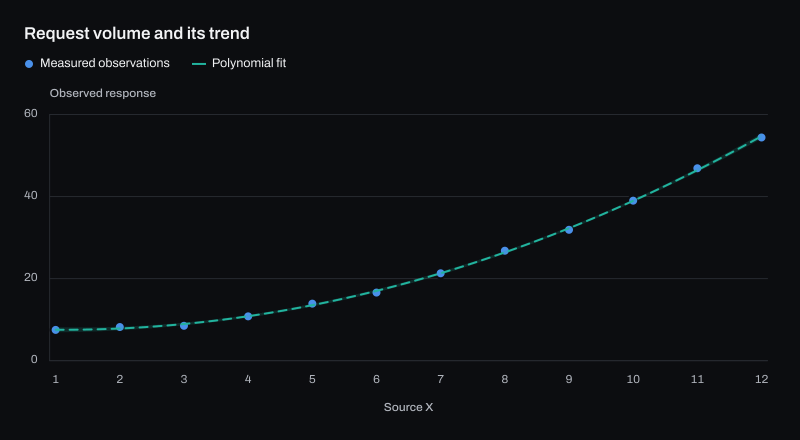 Request volume and its trend
Measured observations Polynomial fit
Observed response
60
40
20
0
1 2 3 4 5 6 7 8 9 10 11 12
Source X